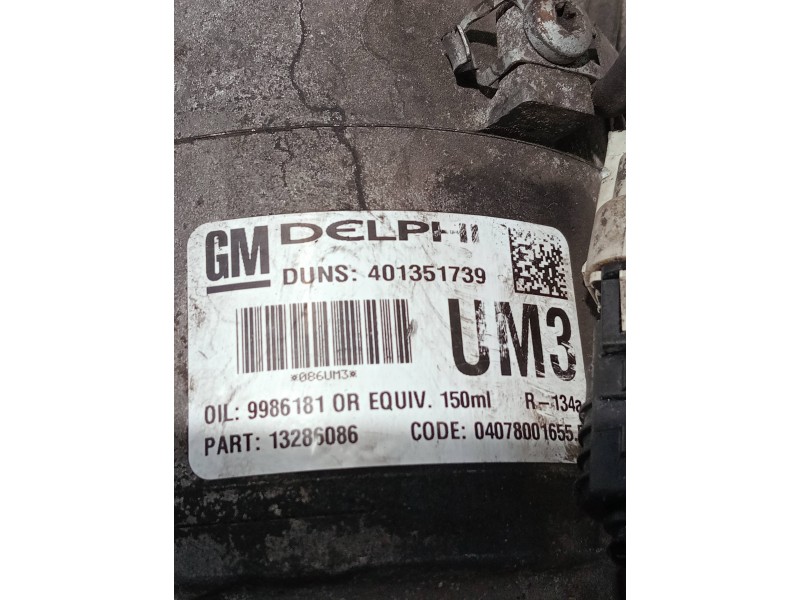 GM DELPHI
DUNS: 401351739
UM3
*086UM3*
OIL: 9986181 OR EQUIV. 150ml R-134a
PART: 13286086 CODE: 04078001655